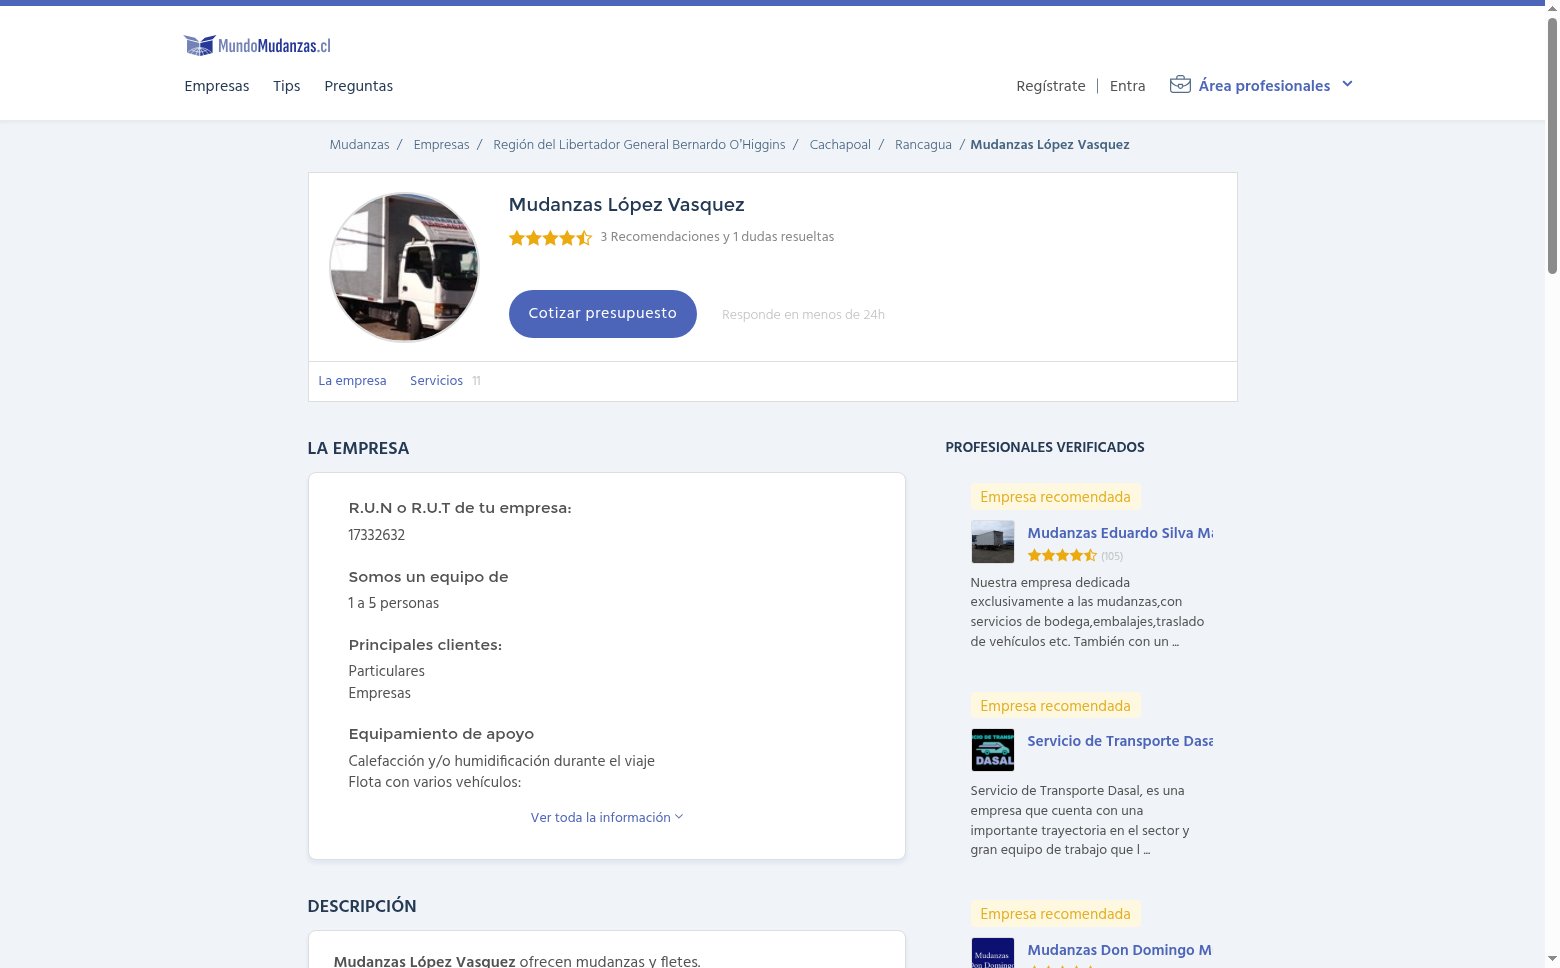 MundoMudanzas.cl
Empresas Tips Preguntas
Regístrate | Entra Área profesionales
Mudanzas / Empresas / Región del Libertador General Bernardo O'Higgins / Cachapoal / Rancagua / Mudanzas López Vasquez
Mudanzas López Vasquez
3 Recomendaciones y 1 dudas resueltas
Cotizar presupuesto
Responde en menos de 24h
La empresa Servicios 11
LA EMPRESA
R.U.N o R.U.T de tu empresa:
17332632
Somos un equipo de
1 a 5 personas
Principales clientes:
Particulares
Empresas
Equipamiento de apoyo
Calefacción y/o humidificación durante el viaje
Flota con varios vehículos:
Ver toda la información
DESCRIPCIÓN
Mudanzas López Vasquez ofrecen mudanzas y fletes.
PROFESIONALES VERIFICADOS
Empresa recomendada
Mudanzas Eduardo Silva Ma
(105)
Nuestra empresa dedicada
exclusivamente a las mudanzas,con
servicios de bodega,embalajes,traslado
de vehículos etc. También con un ...
Empresa recomendada
DASAL
Servicio de Transporte Dasa
Servicio de Transporte Dasal, es una
empresa que cuenta con una
importante trayectoria en el sector y
gran equipo de trabajo que l ...
Empresa recomendada
Mudanzas
Don Domingo
Mudanzas Don Domingo M